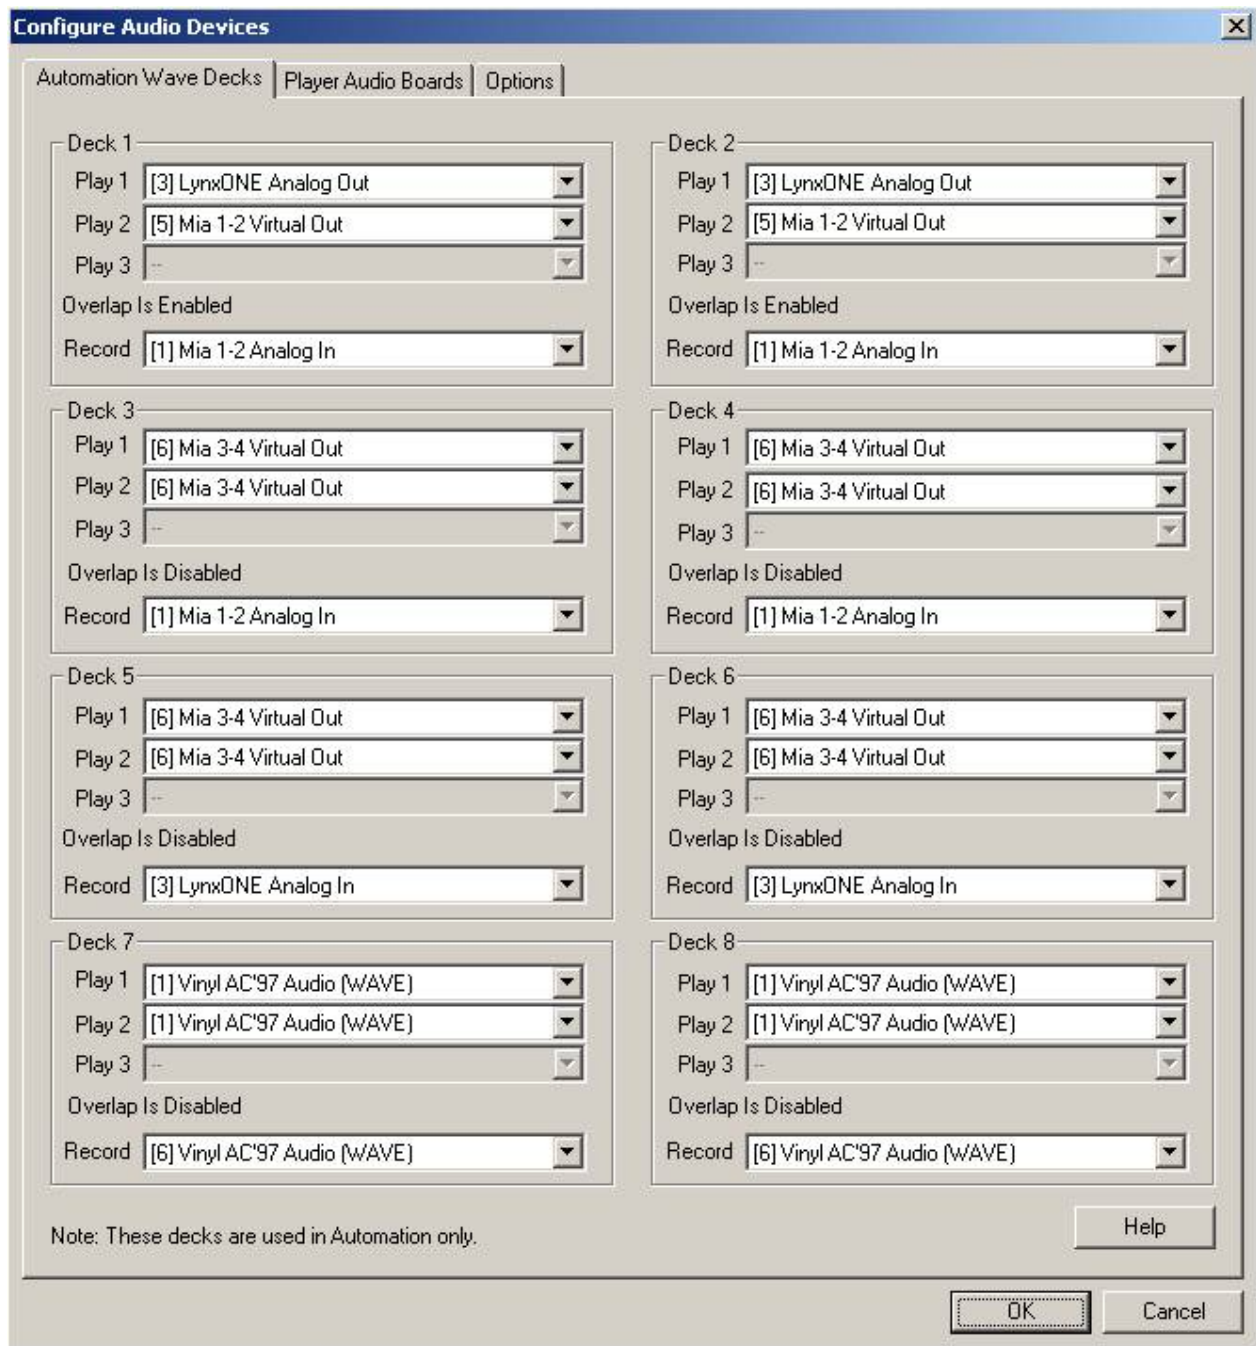 Configure Audio Devices
Automation Wave Decks
Player Audio Boards
Options
Deck 1
Play 1 [3] LynxONE Analog Out
Play 2 [5] Mia 1-2 Virtual Out
Play 3 --
Overlap Is Enabled
Record [1] Mia 1-2 Analog In
Deck 2
Play 1 [3] LynxONE Analog Out
Play 2 [5] Mia 1-2 Virtual Out
Play 3 --
Overlap Is Enabled
Record [1] Mia 1-2 Analog In
Deck 3
Play 1 [6] Mia 3-4 Virtual Out
Play 2 [6] Mia 3-4 Virtual Out
Play 3 --
Overlap Is Disabled
Record [1] Mia 1-2 Analog In
Deck 4
Play 1 [6] Mia 3-4 Virtual Out
Play 2 [6] Mia 3-4 Virtual Out
Play 3 --
Overlap Is Disabled
Record [1] Mia 1-2 Analog In
Deck 5
Play 1 [6] Mia 3-4 Virtual Out
Play 2 [6] Mia 3-4 Virtual Out
Play 3 --
Overlap Is Disabled
Record [3] LynxONE Analog In
Deck 6
Play 1 [6] Mia 3-4 Virtual Out
Play 2 [6] Mia 3-4 Virtual Out
Play 3 --
Overlap Is Disabled
Record [3] LynxONE Analog In
Deck 7
Play 1 [1] Vinyl AC'97 Audio (WAVE)
Play 2 [1] Vinyl AC'97 Audio (WAVE)
Play 3 --
Overlap Is Disabled
Record [6] Vinyl AC'97 Audio (WAVE)
Deck 8
Play 1 [1] Vinyl AC'97 Audio (WAVE)
Play 2 [1] Vinyl AC'97 Audio (WAVE)
Play 3 --
Overlap Is Disabled
Record [6] Vinyl AC'97 Audio (WAVE)
Note: These decks are used in Automation only.
Help
OK
Cancel